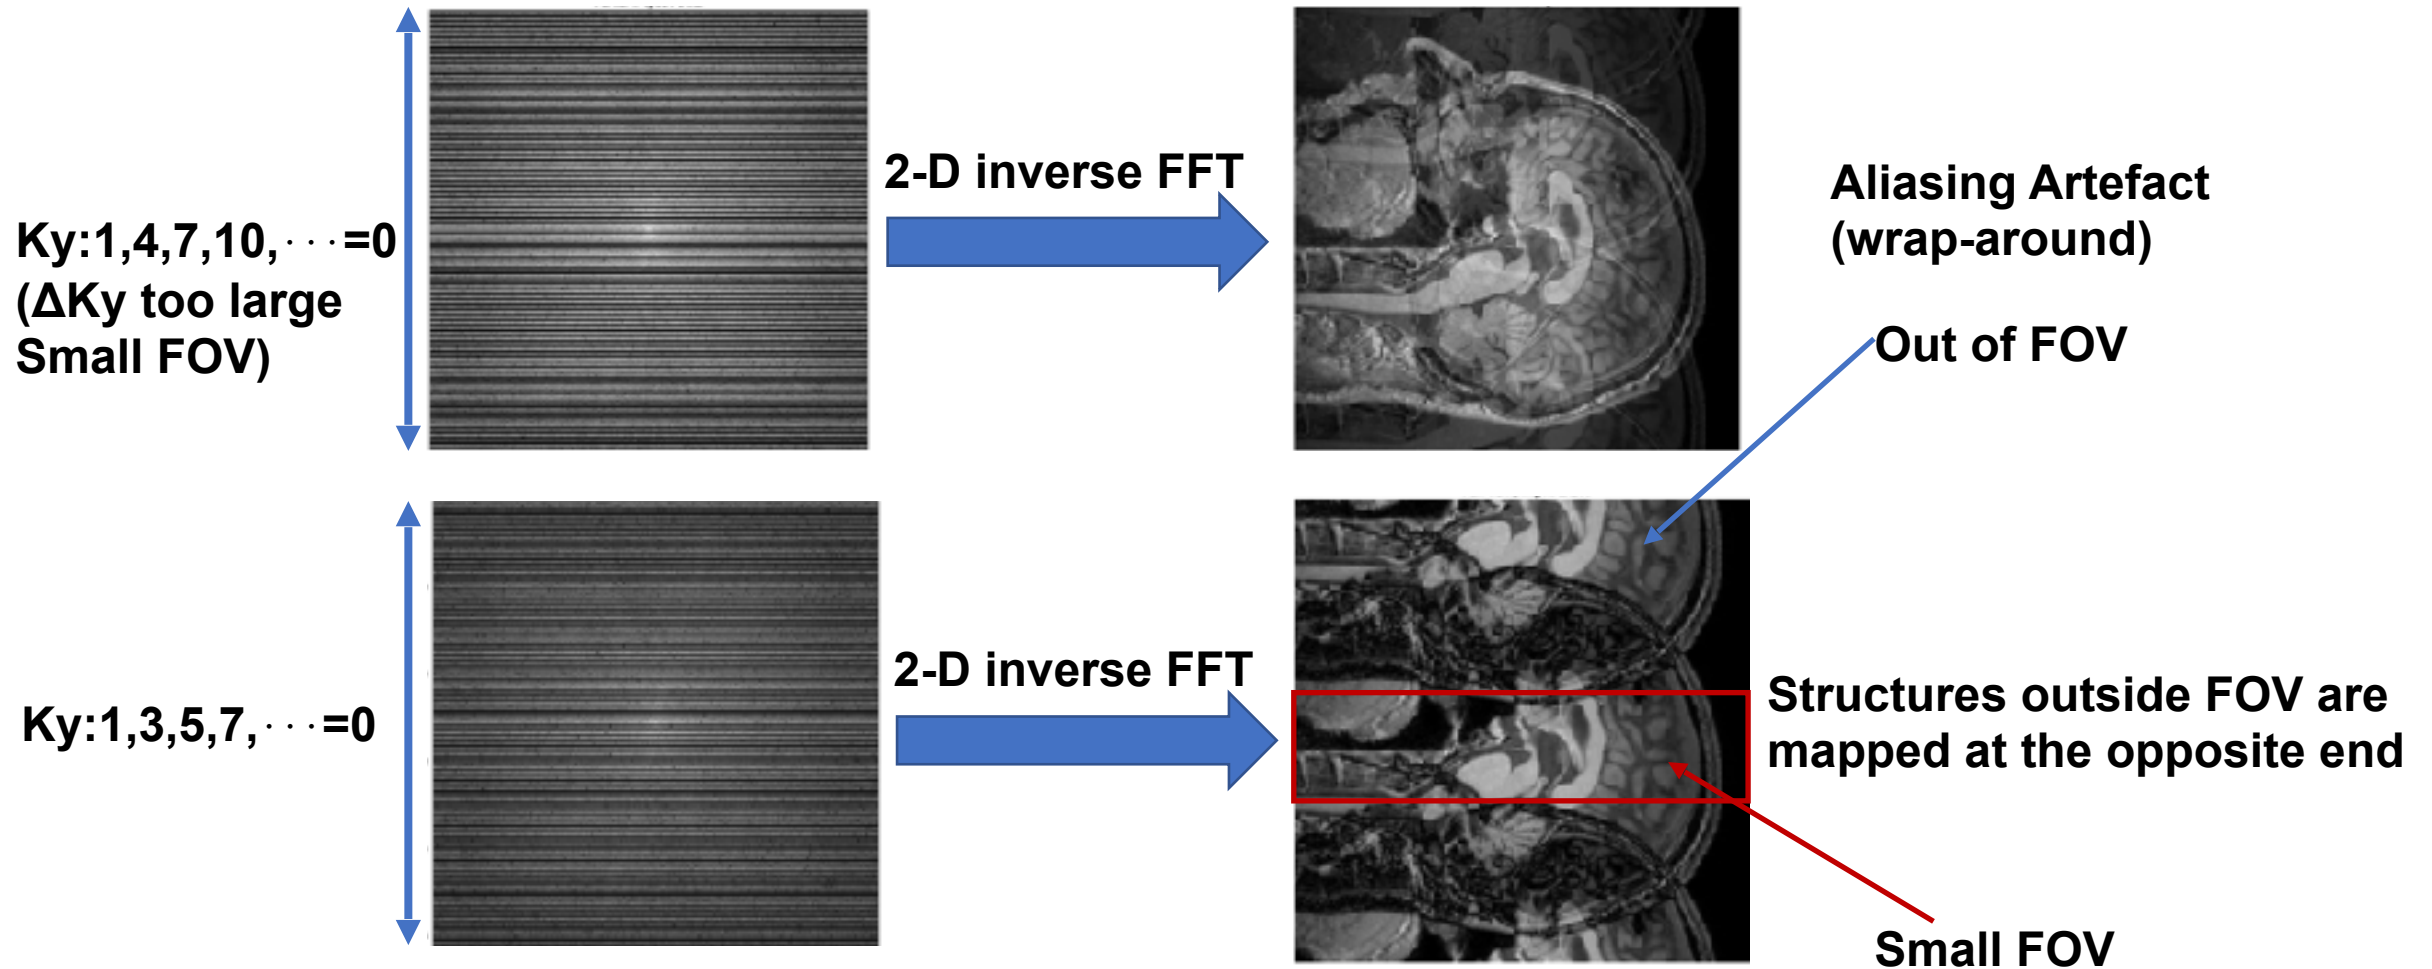 2-D inverse FFT
Aliasing Artefact
(wrap-around)
Ky:1,4,7,10,···=0
(ΔKy too large
Small FOV)
Out of FOV
2-D inverse FFT
Ky:1,3,5,7,···=0
Structures outside FOV are
mapped at the opposite end
Small FOV